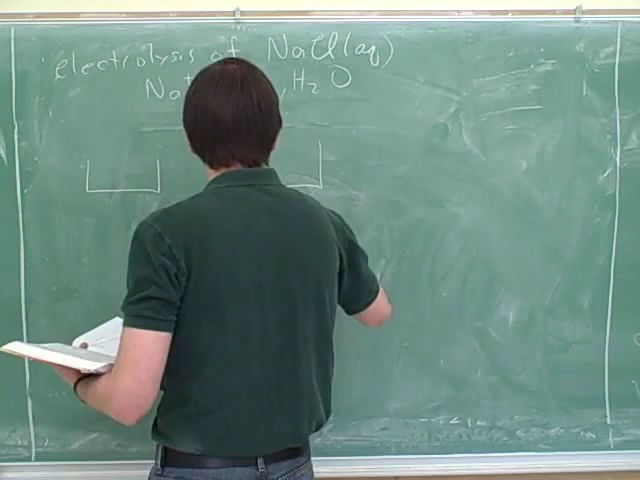 electrolysis of NaCl(aq)
Na⁺ , H₂O